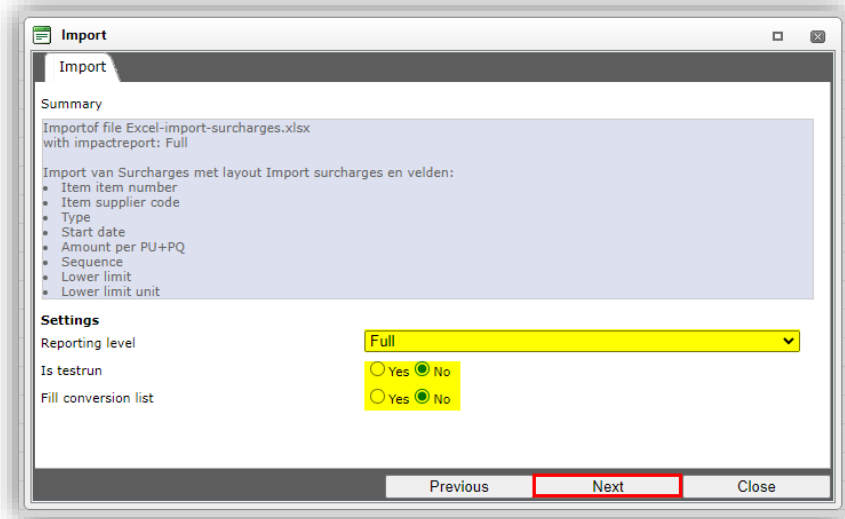 Import
Import
Summary
Importof file Excel-import-surcharges.xlsx
with impactreport: Full
Import van Surcharges met layout Import surcharges en velden:
• Item item number
• Item supplier code
• Type
• Start date
• Amount per PU+PQ
• Sequence
• Lower limit
• Lower limit unit
Settings
Reporting level Full
Is testrun Yes No
Fill conversion list Yes No
Previous Next Close